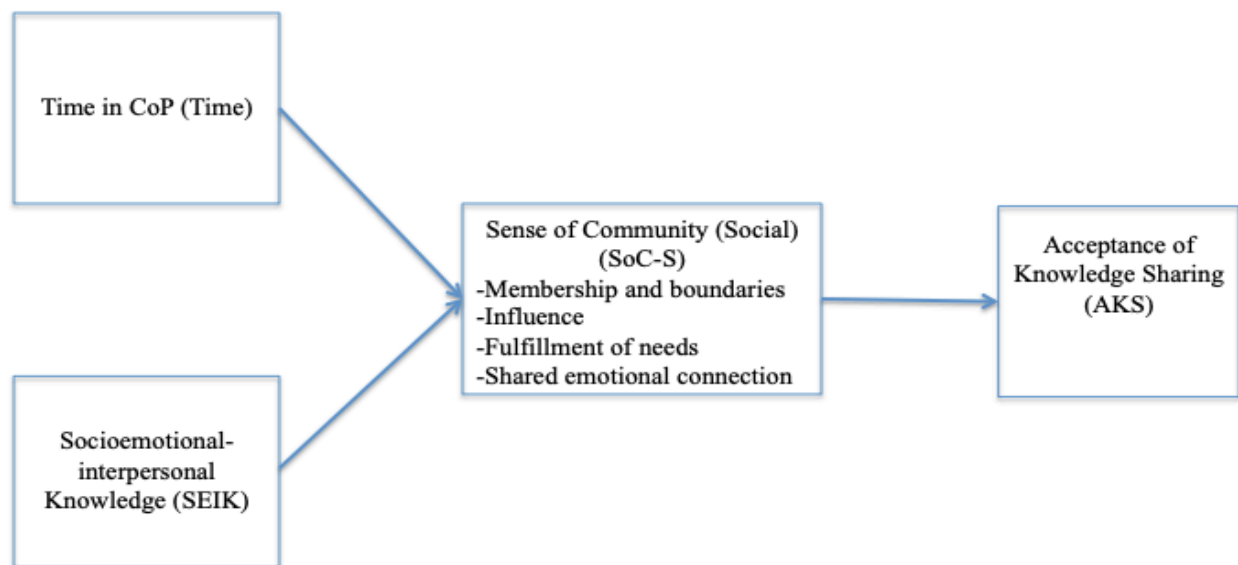 Time in CoP (Time)
Socioemotional-
interpersonal
Knowledge (SEIK)
Sense of Community (Social)
(SoC-S)
-Membership and boundaries
-Influence
-Fulfillment of needs
-Shared emotional connection
Acceptance of
Knowledge Sharing
(AKS)